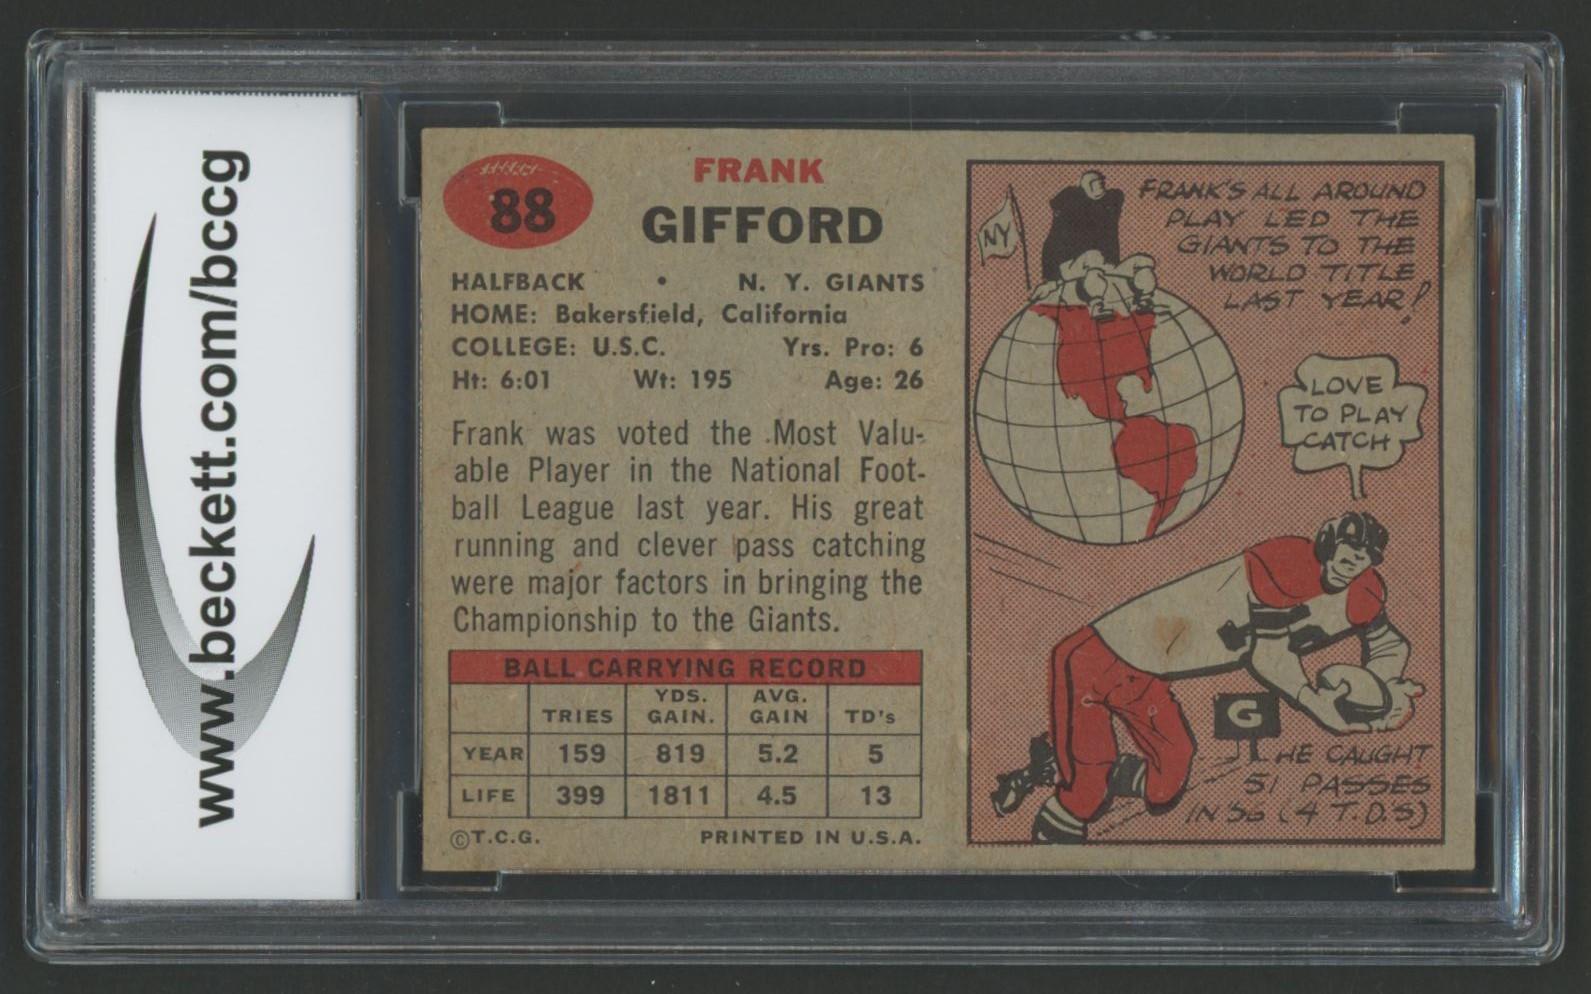 www.beckett.com/bccg
88
FRANK
GIFFORD
HALFBACK • N. Y. GIANTS
HOME: Bakersfield, California
COLLEGE: U.S.C. Yrs. Pro: 6
Ht: 6:01 Wt: 195 Age: 26
Frank was voted the Most Valu-
able Player in the National Foot-
ball League last year. His great
running and clever pass catching
were major factors in bringing the
Championship to the Giants.
BALL CARRYING RECORD
TRIES YDS. GAIN. AVG. GAIN TD's
YEAR 159 819 5.2 5
LIFE 399 1811 4.5 13
©T.C.G. PRINTED IN U.S.A.
NY
FRANK'S ALL AROUND
PLAY LED THE
GIANTS TO THE
WORLD TITLE
LAST YEAR!
LOVE
TO PLAY
CATCH
G
HE CAUGHT
51 PASSES
IN 56 (4 T.D.S)